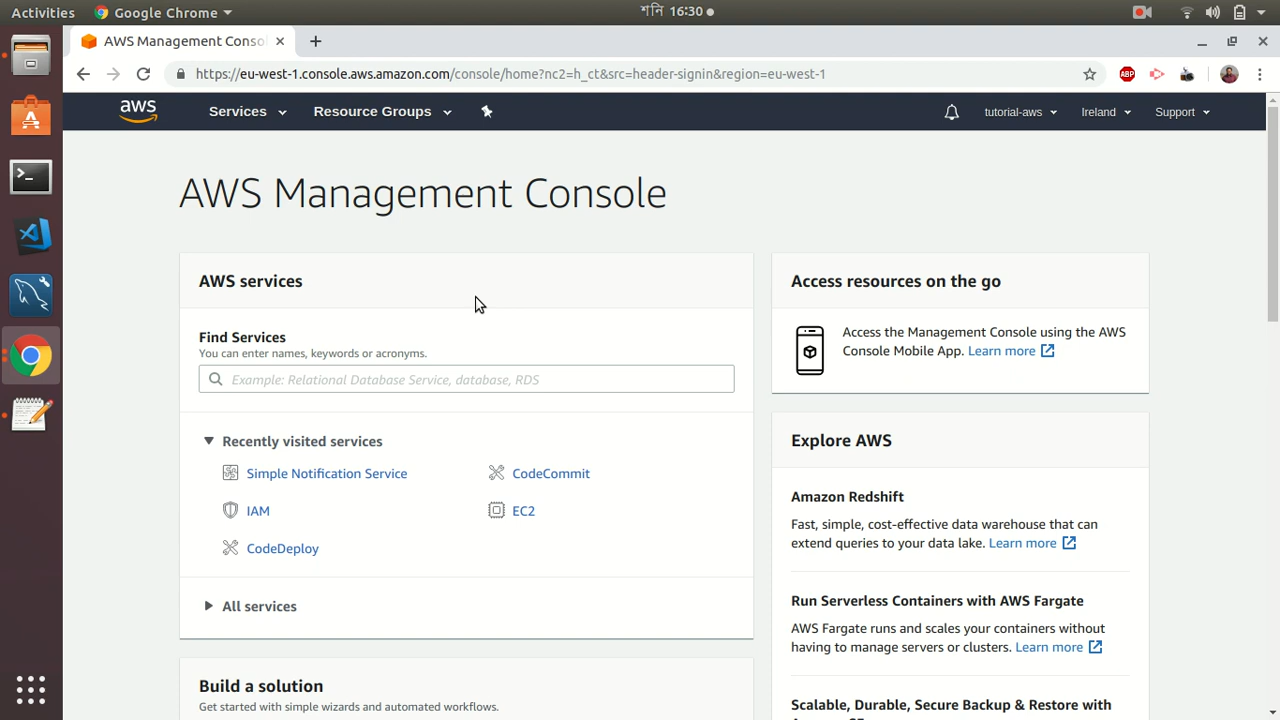 Activities
Google Chrome
শনি 16:30
AWS Management Conso
https://eu-west-1.console.aws.amazon.com/console/home?nc2=h_ct&src=header-signin&region=eu-west-1
ABP
aws
Services
Resource Groups
tutorial-aws
Ireland
Support
AWS Management Console
AWS services
Find Services
You can enter names, keywords or acronyms.
Example: Relational Database Service, database, RDS
Recently visited services
Simple Notification Service
CodeCommit
IAM
EC2
CodeDeploy
All services
Build a solution
Get started with simple wizards and automated workflows.
Access resources on the go
Access the Management Console using the AWS
Console Mobile App. Learn more
Explore AWS
Amazon Redshift
Fast, simple, cost-effective data warehouse that can
extend queries to your data lake. Learn more
Run Serverless Containers with AWS Fargate
AWS Fargate runs and scales your containers without
having to manage servers or clusters. Learn more
Scalable, Durable, Secure Backup & Restore with